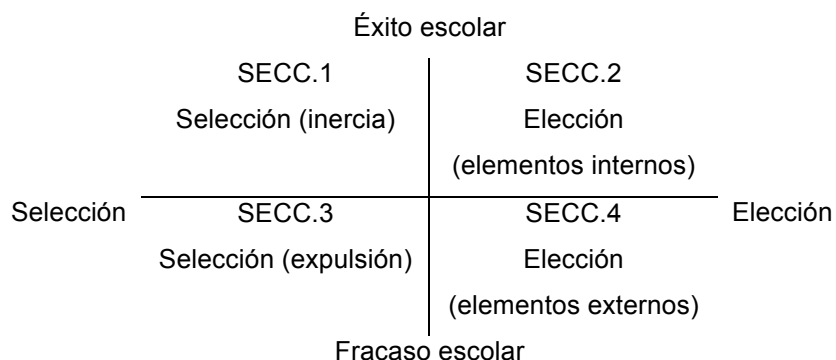 Éxito escolar
SECC.1 SECC.2
Selección (inercia) Elección
(elementos internos)
Selección SECC.3 SECC.4 Elección
Selección (expulsión) Elección
(elementos externos)
Fracaso escolar